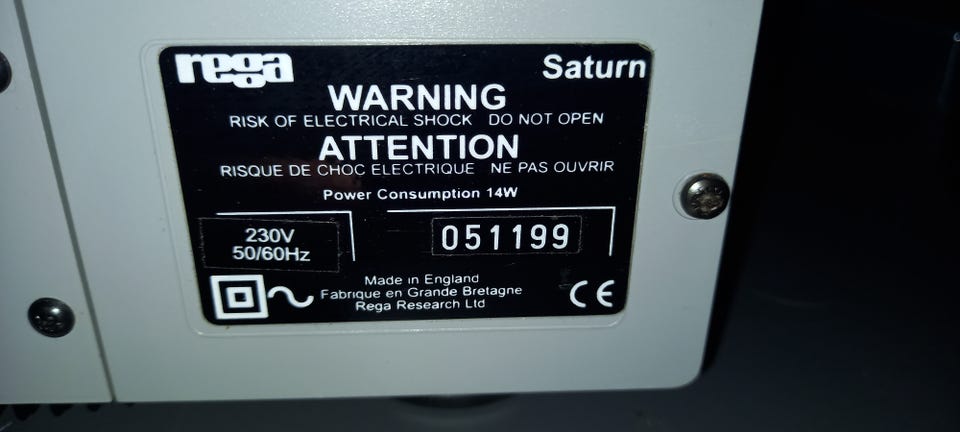 rega Saturn
WARNING
RISK OF ELECTRICAL SHOCK DO NOT OPEN
ATTENTION
RISQUE DE CHOC ELECTRIQUE NE PAS OUVRIR
Power Consumption 14W
230V
50/60Hz
051199
Made in England
Fabrique en Grande Bretagne
Rega Research Ltd
CE